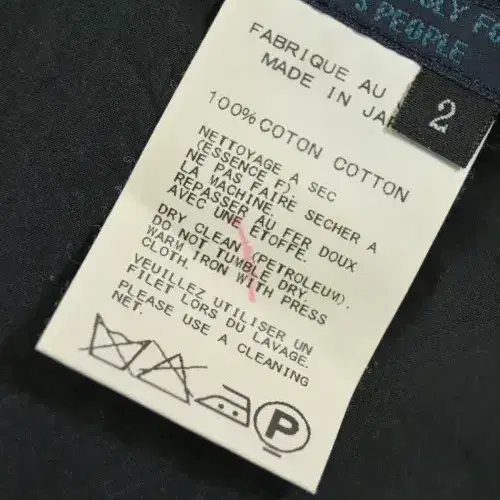 PEOPLE
2
FABRIQUE AU
MADE IN
100% COTON COTTON
NETTOYAGE A SEC
(ESSENCE F).
NE PAS FAIRE SECHER A
LA MACHINE.
REPASSER AU FER DOUX
AVEC UNE ETOFFE.
DRY CLEAN (PETROLEUM).
DO NOT TUMBLE DRY.
WARM IRON WITH PRESS
CLOTH.
VEUILLEZ UTILISER UN
FILET LORS DU LAVAGE.
PLEASE USE A CLEANING
NET.
P